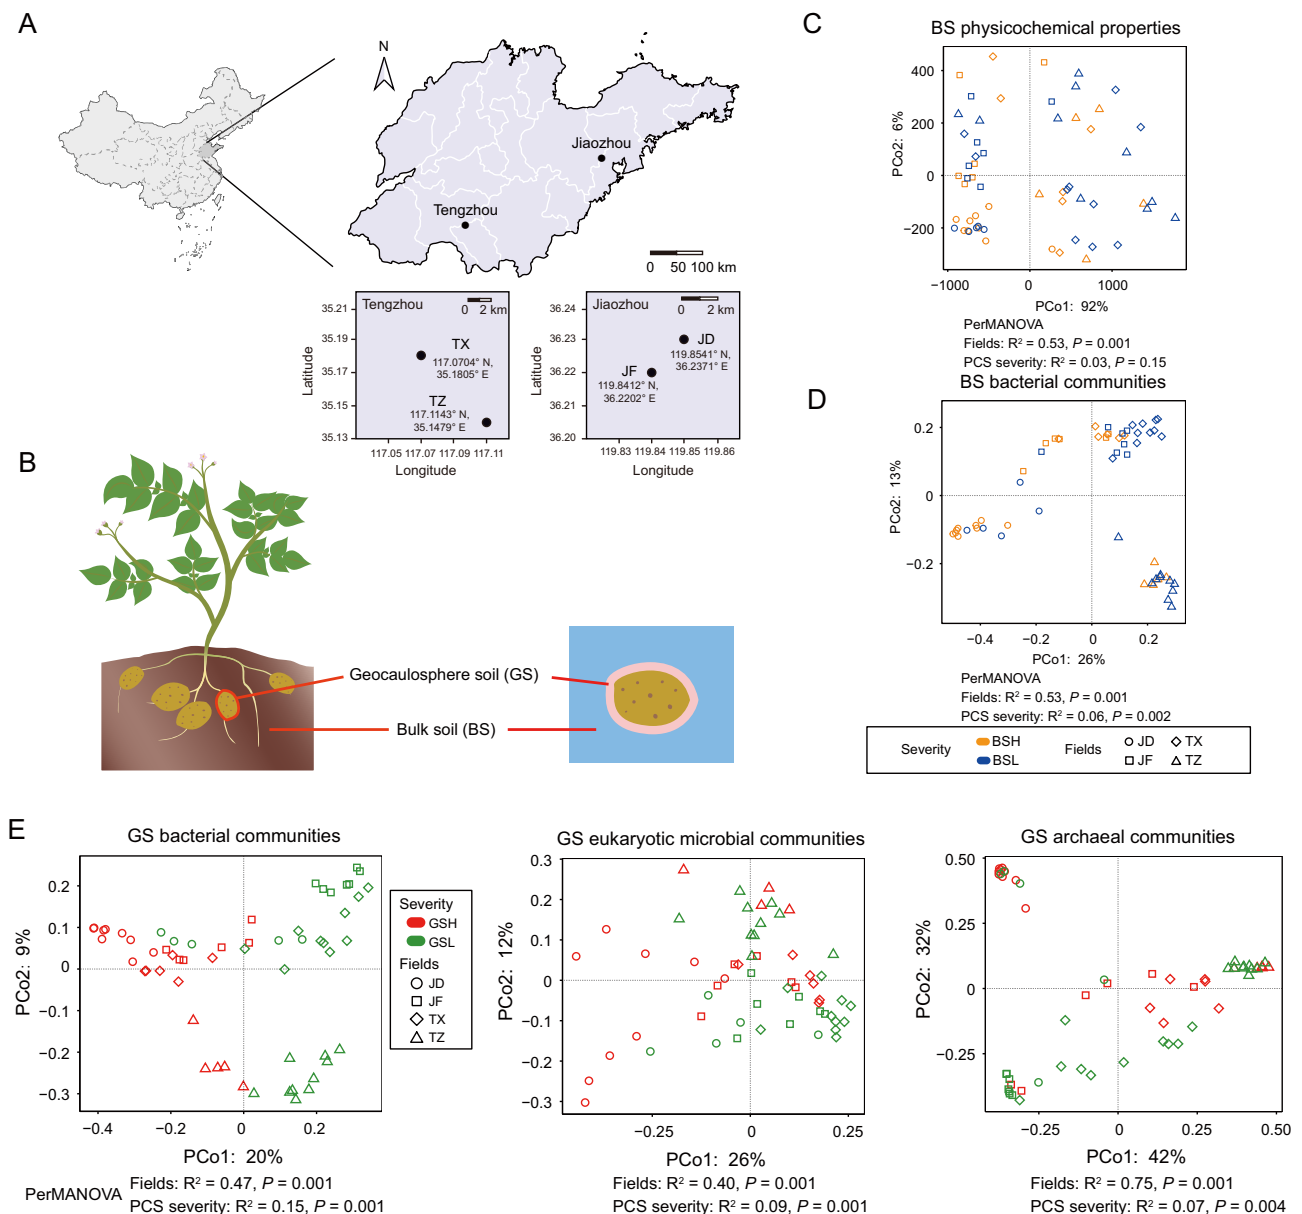 A
N
Jiaozhou
Tengzhou
0 50 100 km
35.21
35.19
35.17
35.15
35.13
Latitude
Tengzhou
0 2 km
TX
117.0704° N,
35.1805° E
TZ
117.1143° N,
35.1479° E
117.05 117.07 117.09 117.11
Longitude
36.24
36.23
36.22
36.21
36.20
Latitude
Jiaozhou
0 2 km
JD
119.8541° N,
36.2371° E
JF
119.8412° N,
36.2202° E
119.83 119.84 119.85 119.86
Longitude
B
Geocaulosphere soil (GS)
Bulk soil (BS)
C
BS physicochemical properties
400
200
0
−200
PCo2: 6%
−1000 0 1000
PCo1: 92%
PerMANOVA
Fields: R² = 0.53, P = 0.001
PCS severity: R² = 0.03, P = 0.15
D
BS bacterial communities
0.2
0
−0.2
PCo2: 13%
−0.4 −0.2 0 0.2
PCo1: 26%
PerMANOVA
Fields: R² = 0.53, P = 0.001
PCS severity: R² = 0.06, P = 0.002
Severity BSH Fields JD TX
BSL JF TZ
E
GS bacterial communities
0.2
0.1
0
−0.1
−0.2
−0.3
PCo2: 9%
−0.4 −0.2 0 0.2
PCo1: 20%
PerMANOVA
Fields: R² = 0.47, P = 0.001
PCS severity: R² = 0.15, P = 0.001
Severity
GSH
GSL
Fields
JD
JF
TX
TZ
GS eukaryotic microbial communities
0.3
0.2
0.1
0
−0.1
−0.2
−0.3
PCo2: 12%
−0.25 0 0.25
PCo1: 26%
Fields: R² = 0.40, P = 0.001
PCS severity: R² = 0.09, P = 0.001
GS archaeal communities
0.50
0.25
0
−0.25
PCo2: 32%
−0.25 0 0.25 0.50
PCo1: 42%
Fields: R² = 0.75, P = 0.001
PCS severity: R² = 0.07, P = 0.004